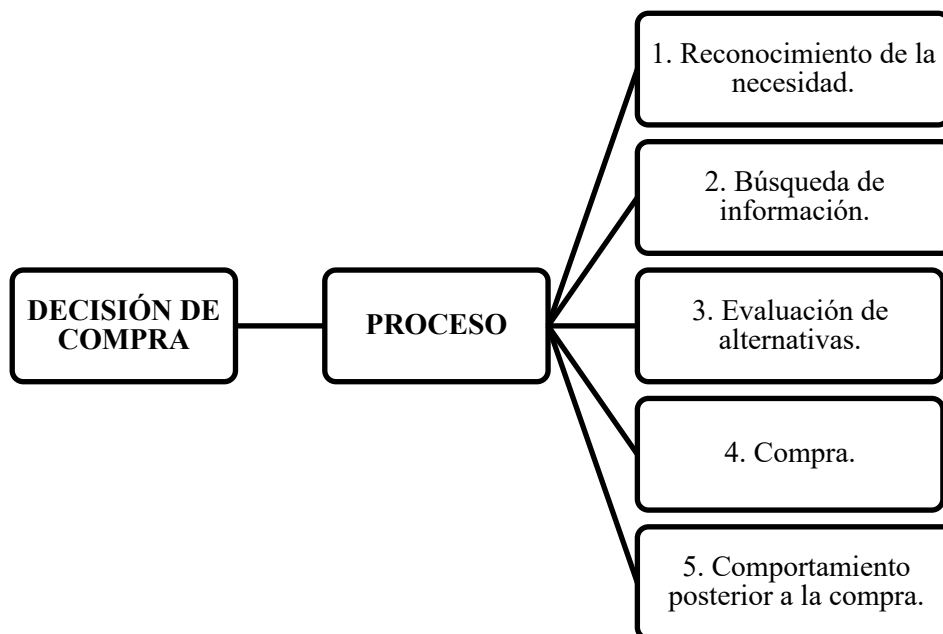 DECISIÓN DE
COMPRA
PROCESO
1. Reconocimiento de la
necesidad.
2. Búsqueda de
información.
3. Evaluación de
alternativas.
4. Compra.
5. Comportamiento
posterior a la compra.